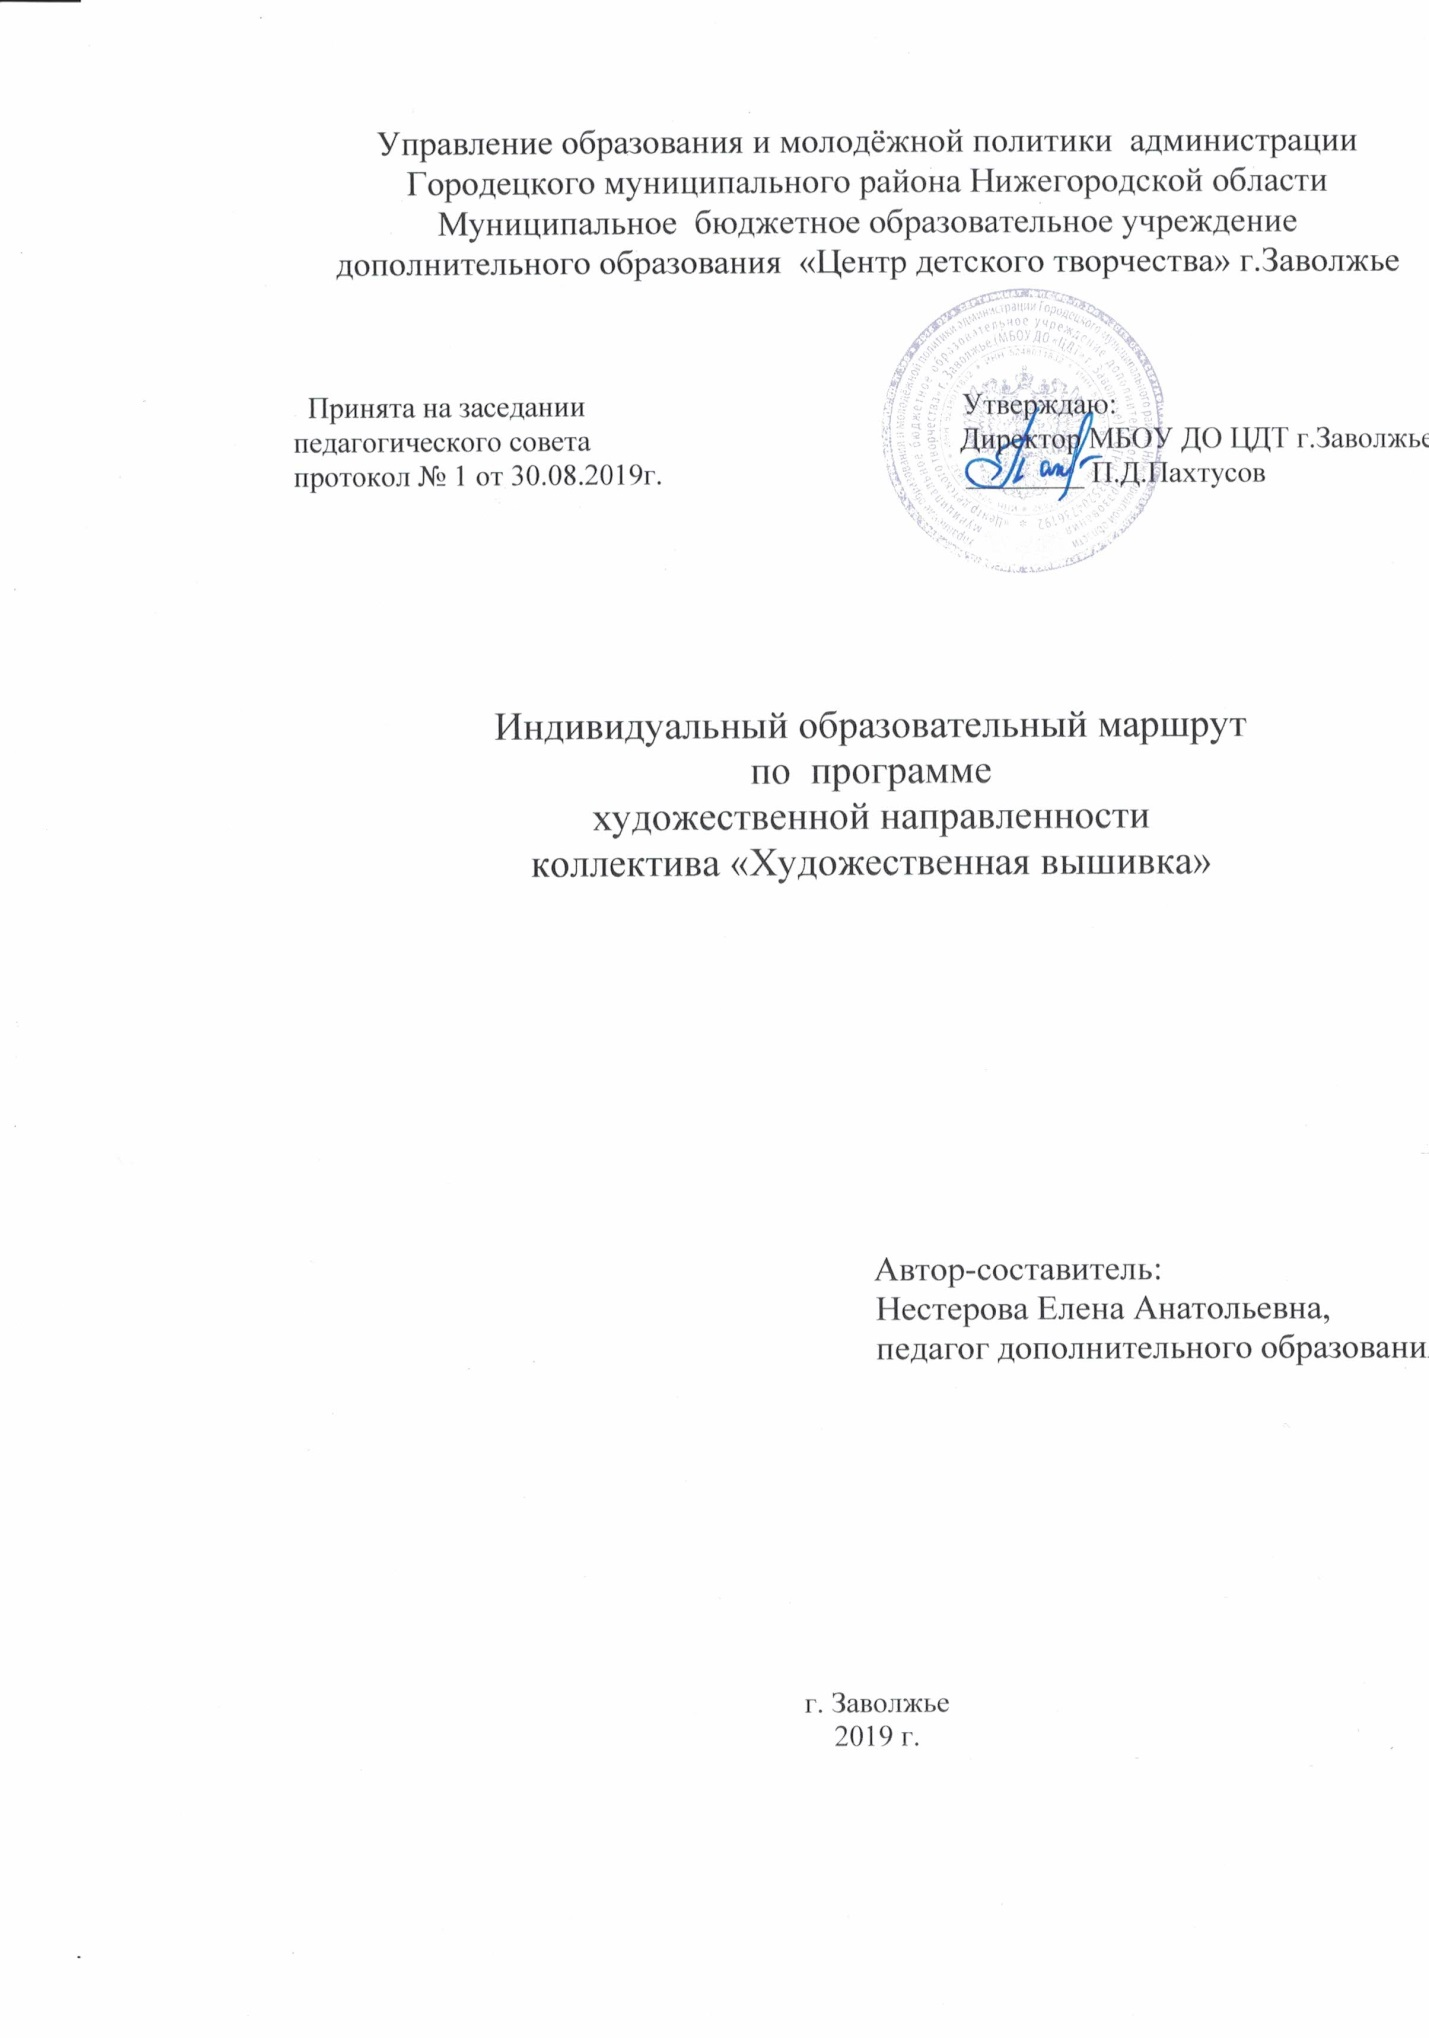 Управление образования и молодёжной политики администрации
Городецкого муниципального района Нижегородской области
Муниципальное бюджетное образовательное учреждение
дополнительного образования «Центр детского творчества» г.Заволжье
Принята на заседании
педагогического совета
протокол № 1 от 30.08.2019г.
Утверждаю:
Директор МБОУ ДО ЦДТ г.Заволжье
П.Д.Пахтусов
Индивидуальный образовательный маршрут
по программе
художественной направленности
коллектива «Художественная вышивка»
Автор-составитель:
Нестерова Елена Анатольевна,
педагог дополнительного образовани
г. Заволжье
2019 г.